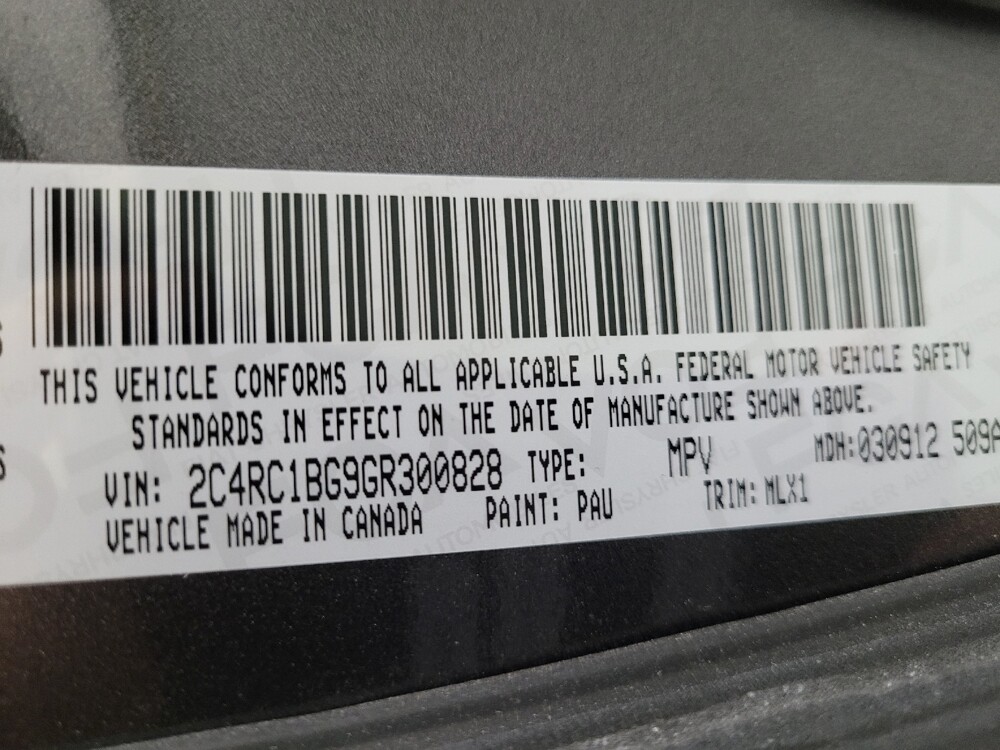 THIS VEHICLE CONFORMS TO ALL APPLICABLE U.S.A. FEDERAL MOTOR VEHICLE SAFETY
STANDARDS IN EFFECT ON THE DATE OF MANUFACTURE SHOWN ABOVE.
VIN: 2C4RC1BG9GR300828 TYPE: MPV MDH:030912 509A
VEHICLE MADE IN CANADA PAINT: PAU TRIM: MLX1